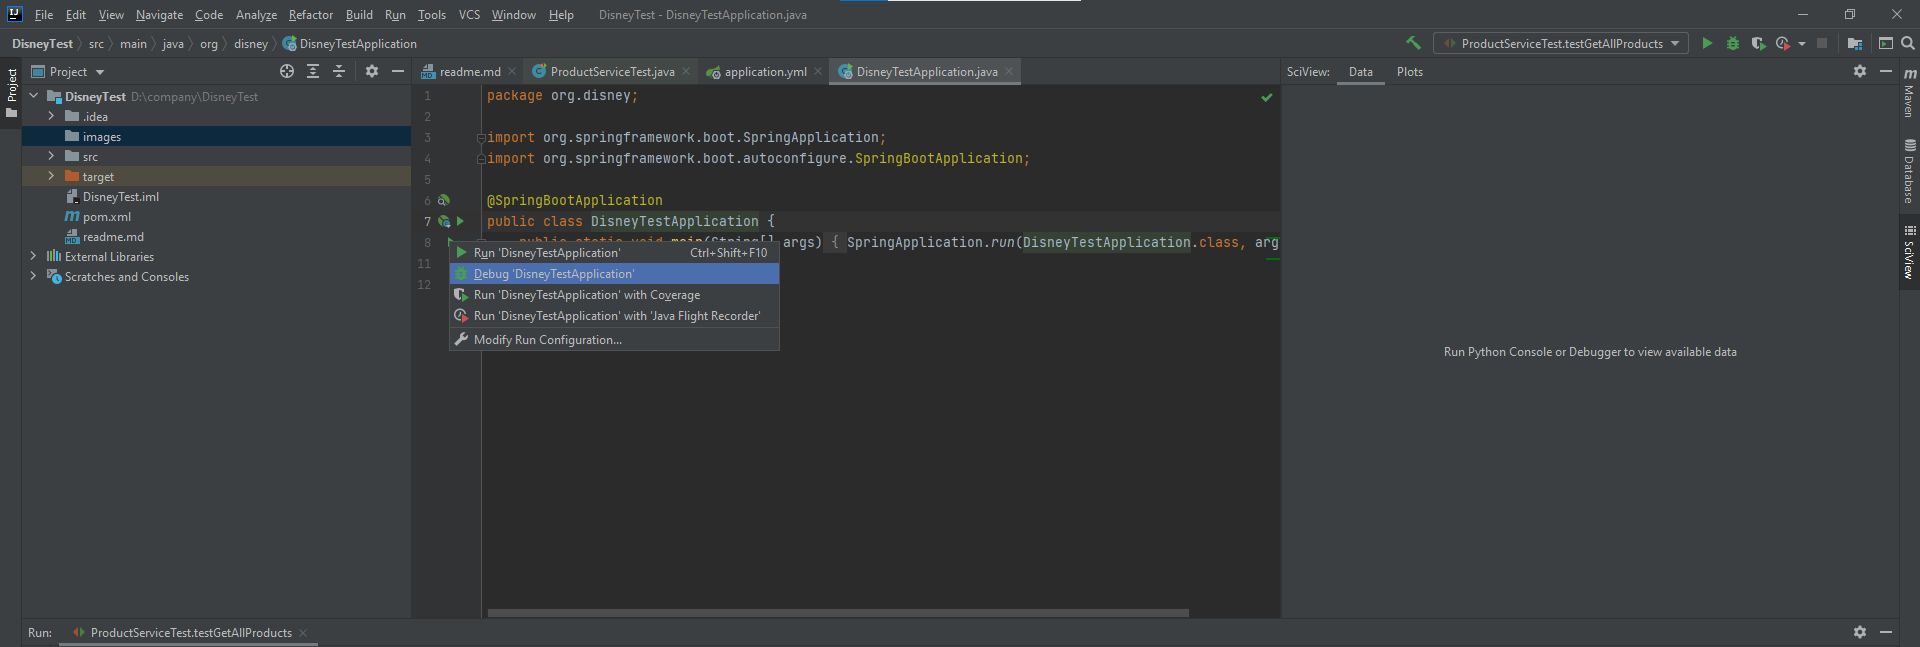 File Edit View Navigate Code Analyze Refactor Build Run Tools VCS Window Help DisneyTest - DisneyTestApplication.java
DisneyTest src main java org disney DisneyTestApplication ProductServiceTest.testGetAllProducts
Project
Project
readme.md ProductServiceTest.java application.yml DisneyTestApplication.java
SciView: Data Plots
DisneyTest D:\company\DisneyTest
.idea
images
src
target
DisneyTest.iml
pom.xml
readme.md
External Libraries
Scratches and Consoles
1 package org.disney;
2
3 import org.springframework.boot.SpringApplication;
4 import org.springframework.boot.autoconfigure.SpringBootApplication;
5
6 @SpringBootApplication
7 public class DisneyTestApplication {
8 public static void main(String[] args) { SpringApplication.run(DisneyTestApplication.class, arg
11
12
Run 'DisneyTestApplication' Ctrl+Shift+F10
Debug 'DisneyTestApplication'
Run 'DisneyTestApplication' with Coverage
Run 'DisneyTestApplication' with 'Java Flight Recorder'
Modify Run Configuration...
Run Python Console or Debugger to view available data
Maven
Database
SciView
Run: ProductServiceTest.testGetAllProducts